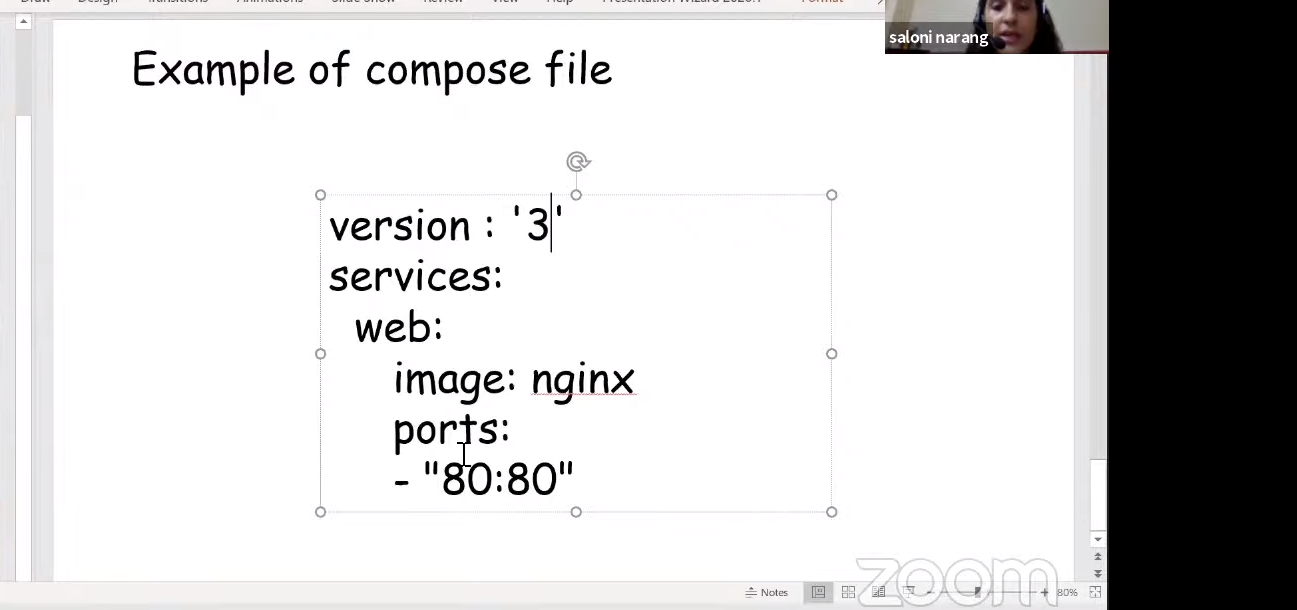 Draw Design Transitions Animations Slide Show Review View Help Presentation Wizard 2020.1 Format
saloni narang
Example of compose file
version : '3'
services:
web:
image: nginx
ports:
- "80:80"
zoom
Notes
80%